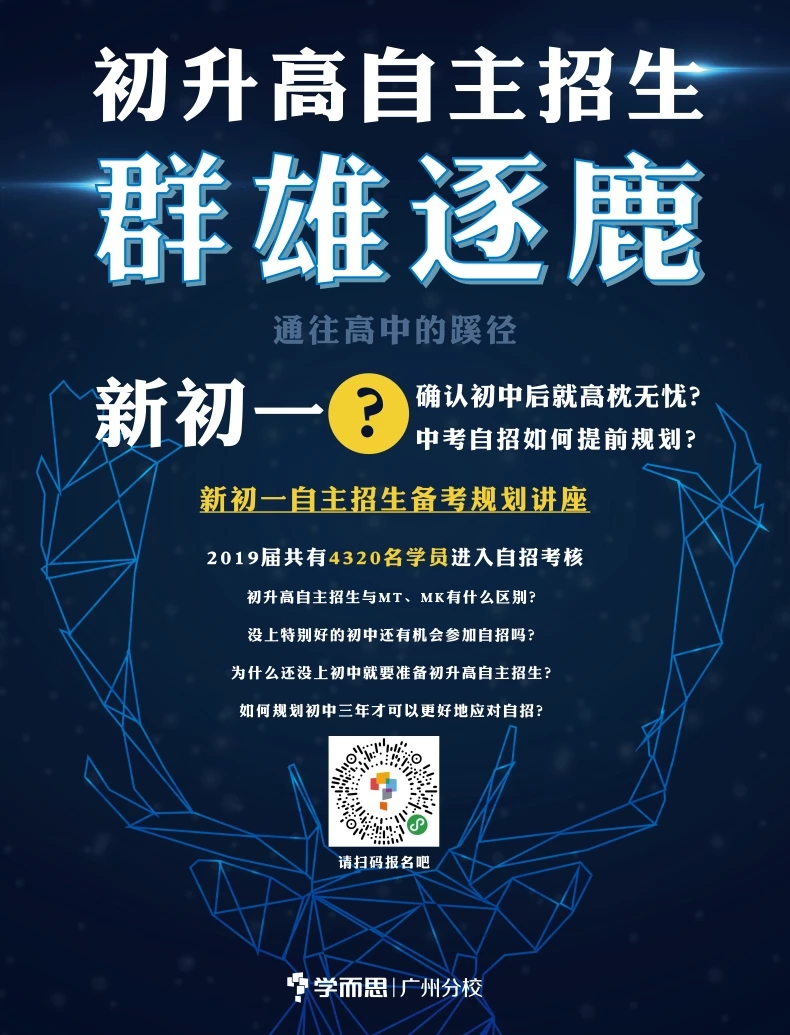 初升高自主招生
群雄逐鹿
通往高中的蹊径
新初一?
确认初中后就高枕无忧?
中考自招如何提前规划?
新初一自主招生备考规划讲座
2019届共有4320名学员进入自招考核
初升高自主招生与MT、MK有什么区别?
没上特别好的初中还有机会参加自招吗?
为什么还没上初中就要准备初升高自主招生?
如何规划初中三年才可以更好地应对自招?
请扫码报名吧
学而思|广州分校